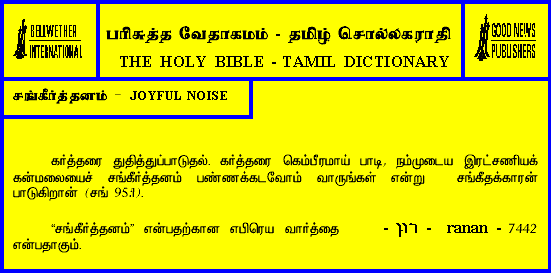 BELLWETHER
INTERNATIONAL
பரிசுத்த வேதாகமம் - தமிழ் சொல்லகராதி
THE HOLY BIBLE - TAMIL DICTIONARY
GOOD NEWS
PUBLISHERS
சங்கீர்த்தனம் - JOYFUL NOISE
கர்த்தரை துதித்துப்பாடுதல். கர்த்தரை கெம்பீரமாய் பாடி, நம்முடைய இரட்சணியக்
கன்மலையைச் சங்கீர்த்தனம் பண்ணக்கடவோம் வாருங்கள் என்று சங்கீதக்காரன்
பாடுகிறான் (சங் 95:1).
“சங்கீர்த்தனம்” என்பதற்கான எபிரெய வார்த்தை - רון - ranan - 7442
என்பதாகும்.